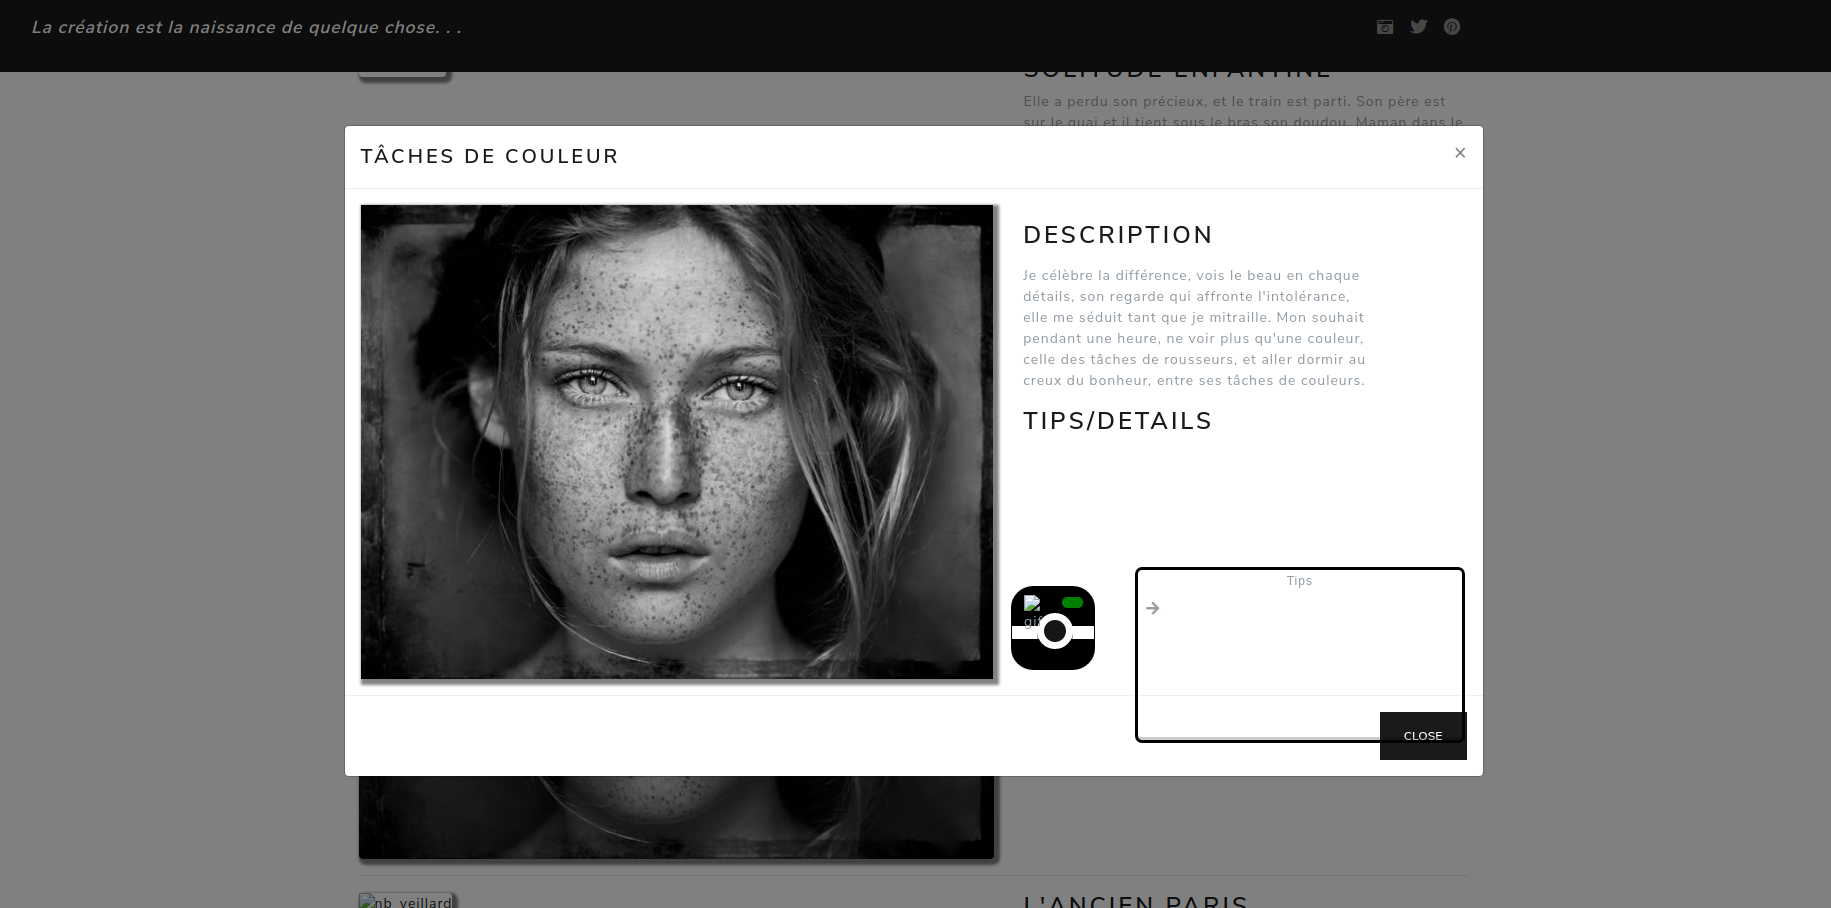 La création est la naissance de quelque chose. . .
SOLITUDE ENFANTINE
Elle a perdu son précieux, et le train est parti. Son père est
sur le quai et il tient sous le bras son doudou. Maman dans le
TÂCHES DE COULEUR
×
DESCRIPTION
Je célèbre la différence, vois le beau en chaque
détails, son regarde qui affronte l'intolérance,
elle me séduit tant que je mitraille. Mon souhait
pendant une heure, ne voir plus qu'une couleur,
celle des tâches de rousseurs, et aller dormir au
creux du bonheur, entre ses tâches de couleurs.
TIPS/DETAILS
Tips
gif
CLOSE
nb_veillard
L'ANCIEN PARIS